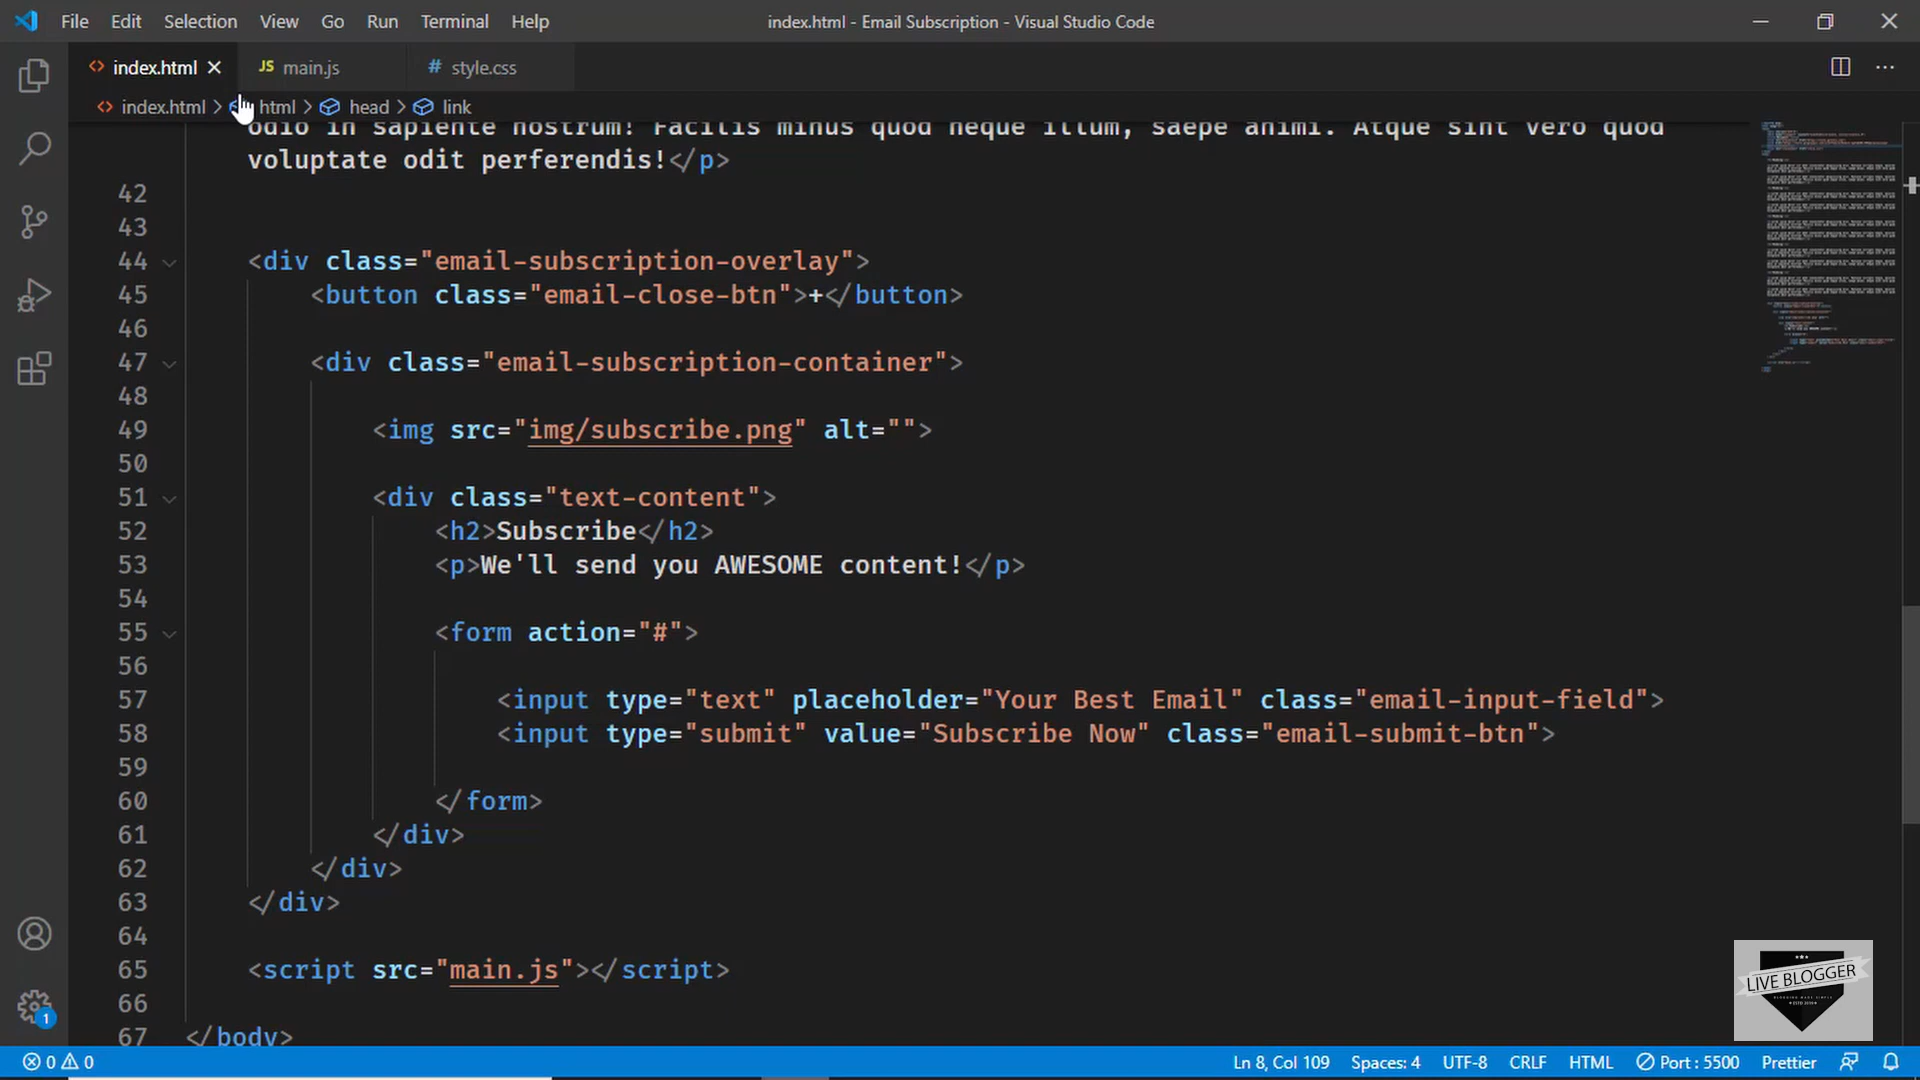 File Edit Selection View Go Run Terminal Help index.html - Email Subscription - Visual Studio Code
index.html JS main.js # style.css
index.html > html > head > link
odio in sapiente nostrum! Facilis minus quod neque illum, saepe animi. Atque sint vero quod
voluptate odit perferendis!</p>
42
43
44 <div class="email-subscription-overlay">
45 <button class="email-close-btn">+</button>
46
47 <div class="email-subscription-container">
48
49 <img src="img/subscribe.png" alt="">
50
51 <div class="text-content">
52 <h2>Subscribe</h2>
53 <p>We'll send you AWESOME content!</p>
54
55 <form action="#">
56
57 <input type="text" placeholder="Your Best Email" class="email-input-field">
58 <input type="submit" value="Subscribe Now" class="email-submit-btn">
59
60 </form>
61 </div>
62 </div>
63 </div>
64
65 <script src="main.js"></script>
66
67 </body>
LIVE BLOGGER
1
0 0 Ln 8, Col 109 Spaces: 4 UTF-8 CRLF HTML Port : 5500 Prettier